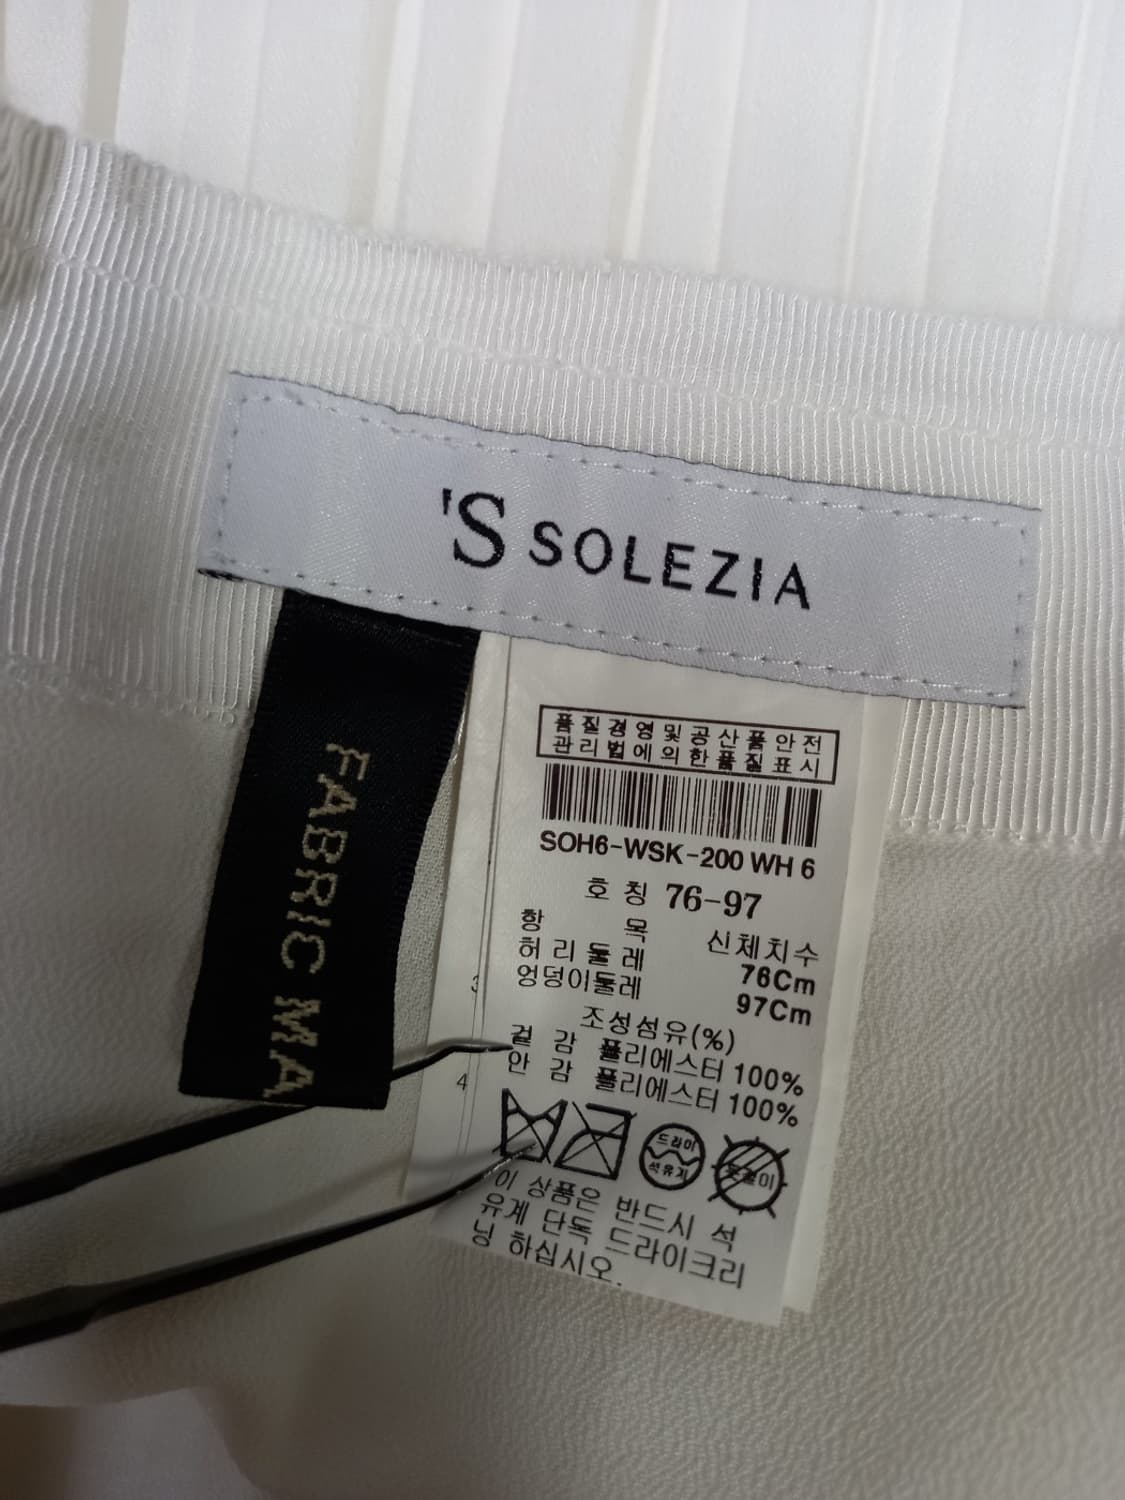 'S SOLEZIA
FABRIC MA
품질경영및공산품안전
관리법에의한품질표시
SOH6-WSK-200 WH 6
호 칭 76-97
항 목 신체치수
허리둘레 76Cm
엉덩이둘레 97Cm
조성섬유(%)
겉 감 폴리에스터 100%
안 감 폴리에스터 100%
드라이
석유계
옷걸이
이 상품은 반드시 석
유계 단독 드라이크리
닝 하십시오.
3
4